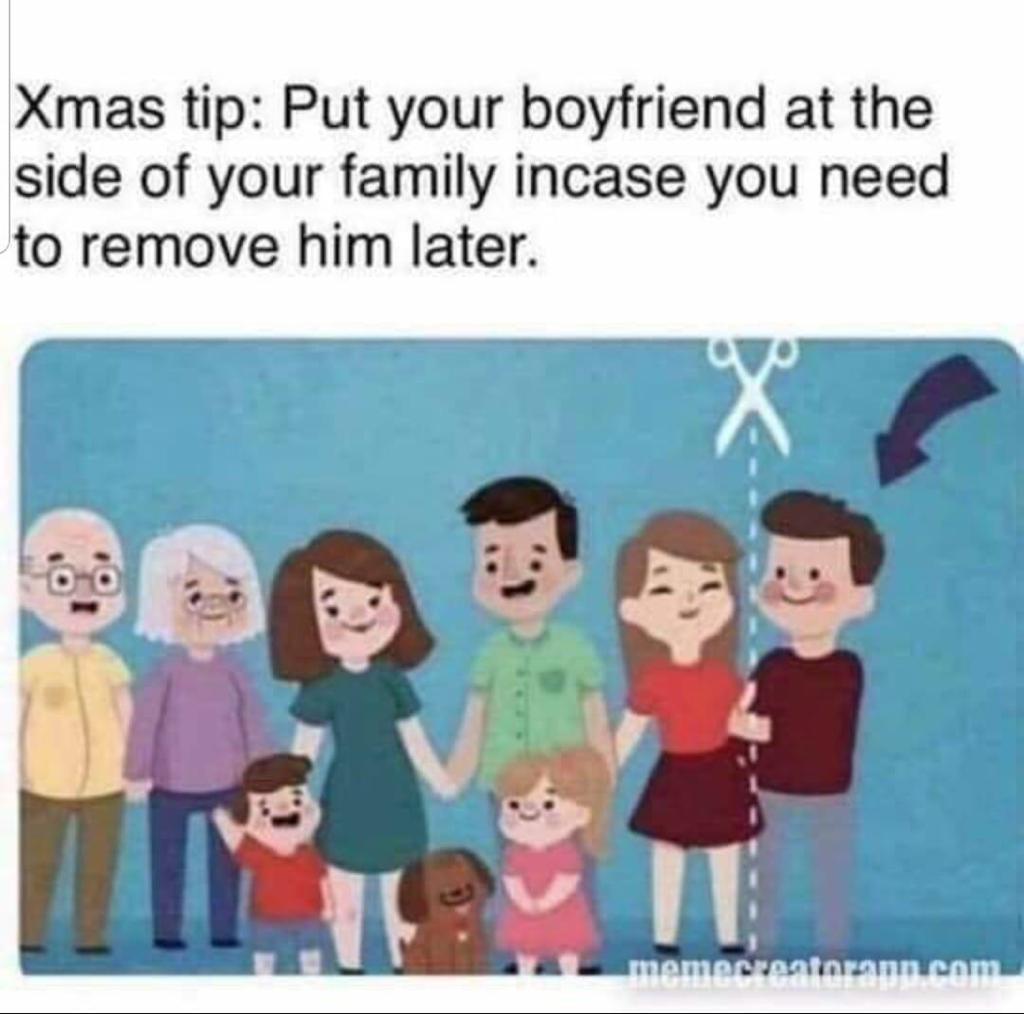 Xmas tip: Put your boyfriend at the
side of your family incase you need
to remove him later.
memecreatorapp.com